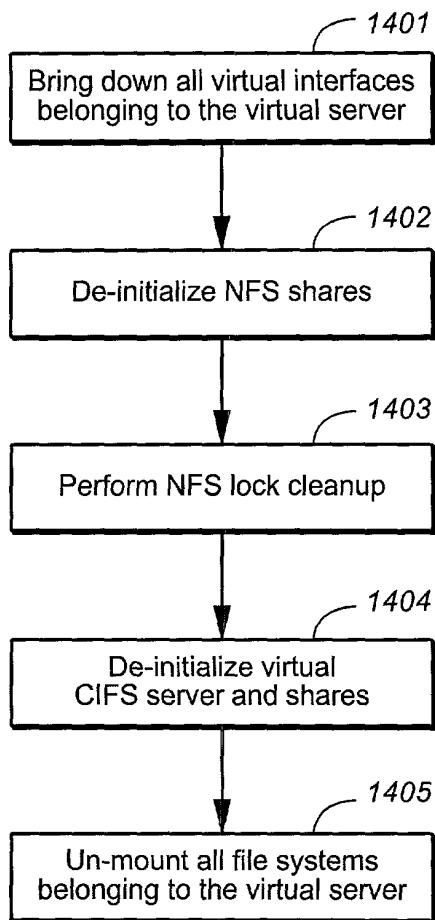 1401
Bring down all virtual interfaces
belonging to the virtual server
1402
De-initialize NFS shares
1403
Perform NFS lock cleanup
1404
De-initialize virtual
CIFS server and shares
1405
Un-mount all file systems
belonging to the virtual server